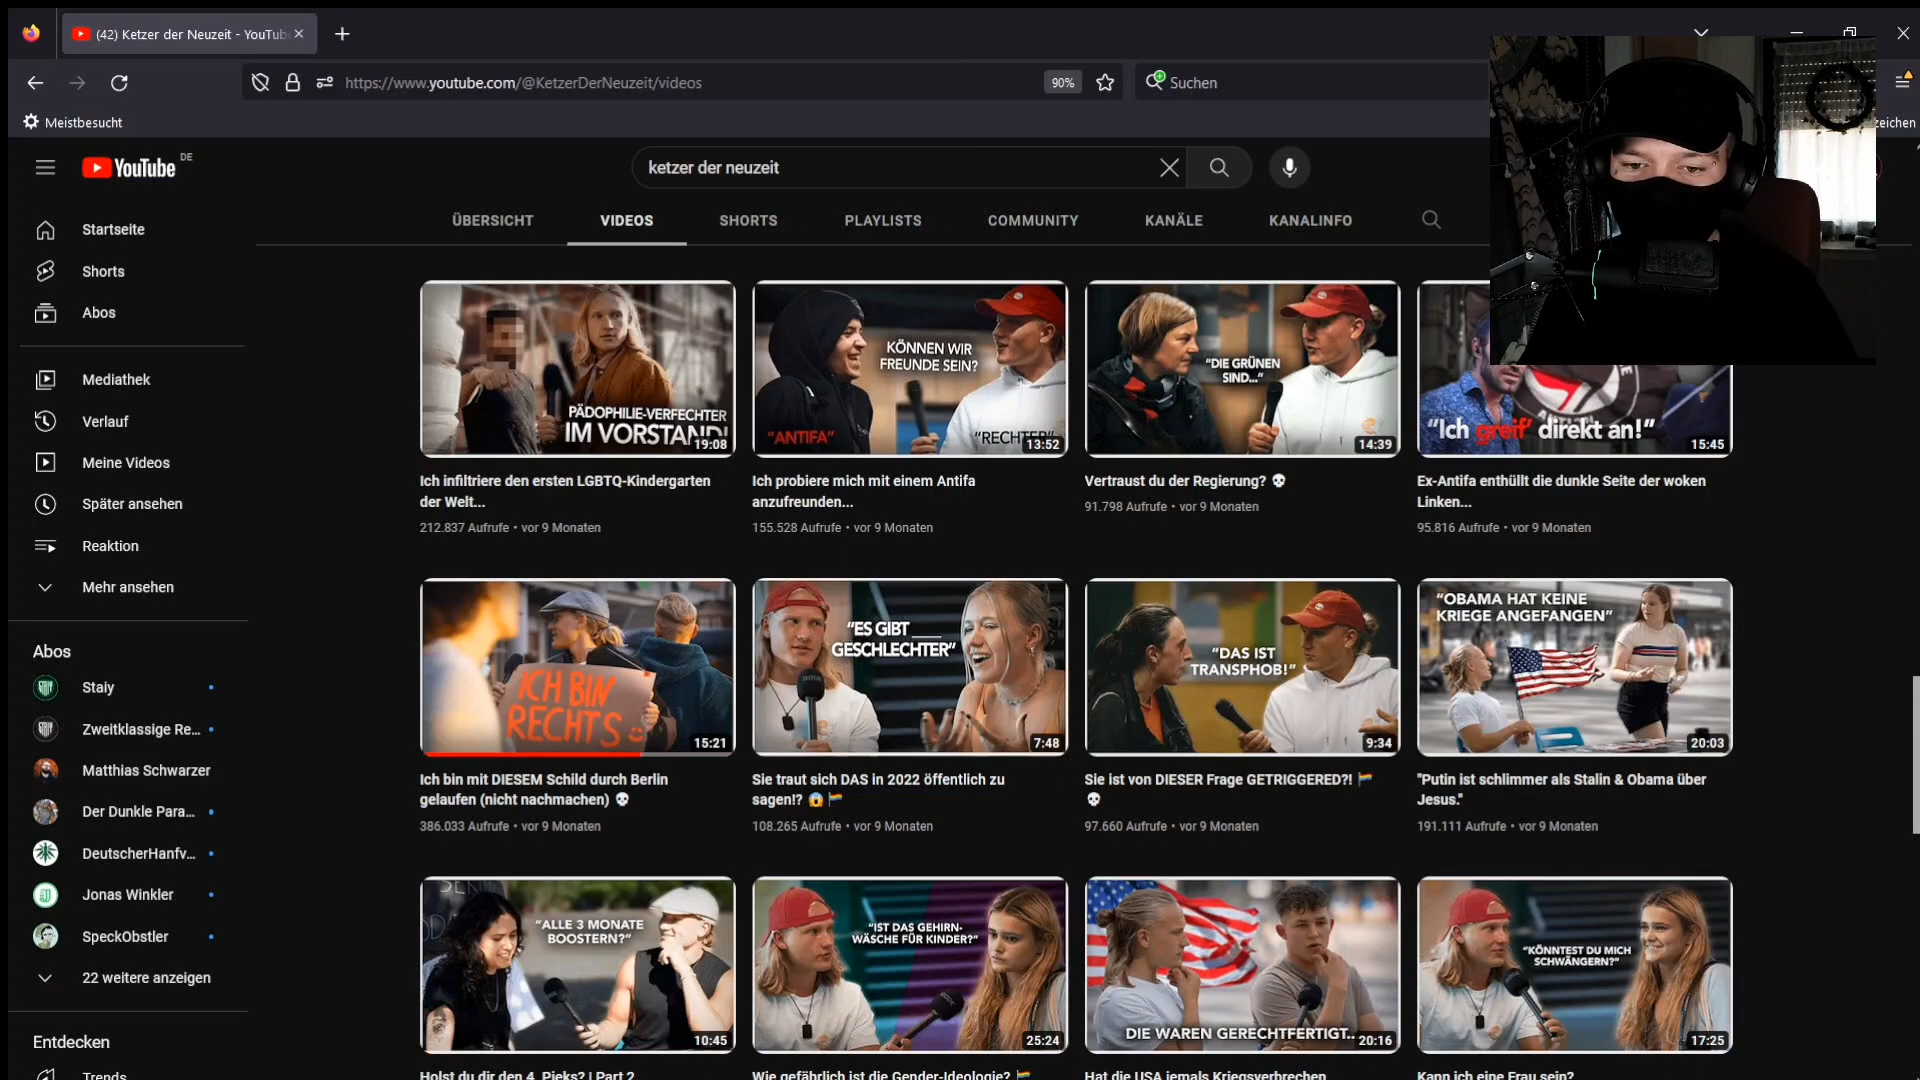 (42) Ketzer der Neuzeit - YouTub
https://www.youtube.com/@KetzerDerNeuzeit/videos
90%
Suchen
Meistbesucht
zeichen
YouTube DE
ketzer der neuzeit
ÜBERSICHT
VIDEOS
SHORTS
PLAYLISTS
COMMUNITY
KANÄLE
KANALINFO
Startseite
Shorts
Abos
Mediathek
Verlauf
Meine Videos
Später ansehen
Reaktion
Mehr ansehen
Abos
Staiy
Zweitklassige Re...
Matthias Schwarzer
Der Dunkle Para...
DeutscherHanfv...
Jonas Winkler
SpeckObstler
22 weitere anzeigen
Entdecken
Trends
PÄDOPHILIE-VERFECHTER
IM VORSTAND!
19:08
Ich infiltriere den ersten LGBTQ-Kindergarten
der Welt...
212.837 Aufrufe • vor 9 Monaten
KÖNNEN WIR
FREUNDE SEIN?
"ANTIFA"
"RECHTER"
13:52
Ich probiere mich mit einem Antifa
anzufreunden...
155.528 Aufrufe • vor 9 Monaten
"DIE GRÜNEN
SIND..."
14:39
Vertraust du der Regierung? 💀
91.798 Aufrufe • vor 9 Monaten
"Ich greif' direkt an!"
15:45
Ex-Antifa enthüllt die dunkle Seite der woken
Linken...
95.816 Aufrufe • vor 9 Monaten
ICH BIN
RECHTS
15:21
Ich bin mit DIESEM Schild durch Berlin
gelaufen (nicht nachmachen) 💀
386.033 Aufrufe • vor 9 Monaten
"ES GIBT ___
GESCHLECHTER"
RODE
7:48
Sie traut sich DAS in 2022 öffentlich zu
sagen!? 😱🏳️‍🌈
108.265 Aufrufe • vor 9 Monaten
"DAS IST
TRANSPHOB!"
9:34
Sie ist von DIESER Frage GETRIGGERED?! 🏳️‍🌈
💀
97.660 Aufrufe • vor 9 Monaten
"OBAMA HAT KEINE
KRIEGE ANGEFANGEN"
20:03
"Putin ist schlimmer als Stalin & Obama über
Jesus."
191.111 Aufrufe • vor 9 Monaten
"ALLE 3 MONATE
BOOSTERN?"
10:45
Holst du dir den 4. Pieks? | Part 2
"IST DAS GEHIRN-
WÄSCHE FÜR KINDER?"
25:24
Wie gefährlich ist die Gender-Ideologie? 🏳️‍🌈
DIE WAREN GERECHTFERTIGT...
20:16
Hat die USA jemals Kriegsverbrechen
"KÖNNTEST DU MICH
SCHWÄNGERN?"
17:25
Kann ich eine Frau sein?